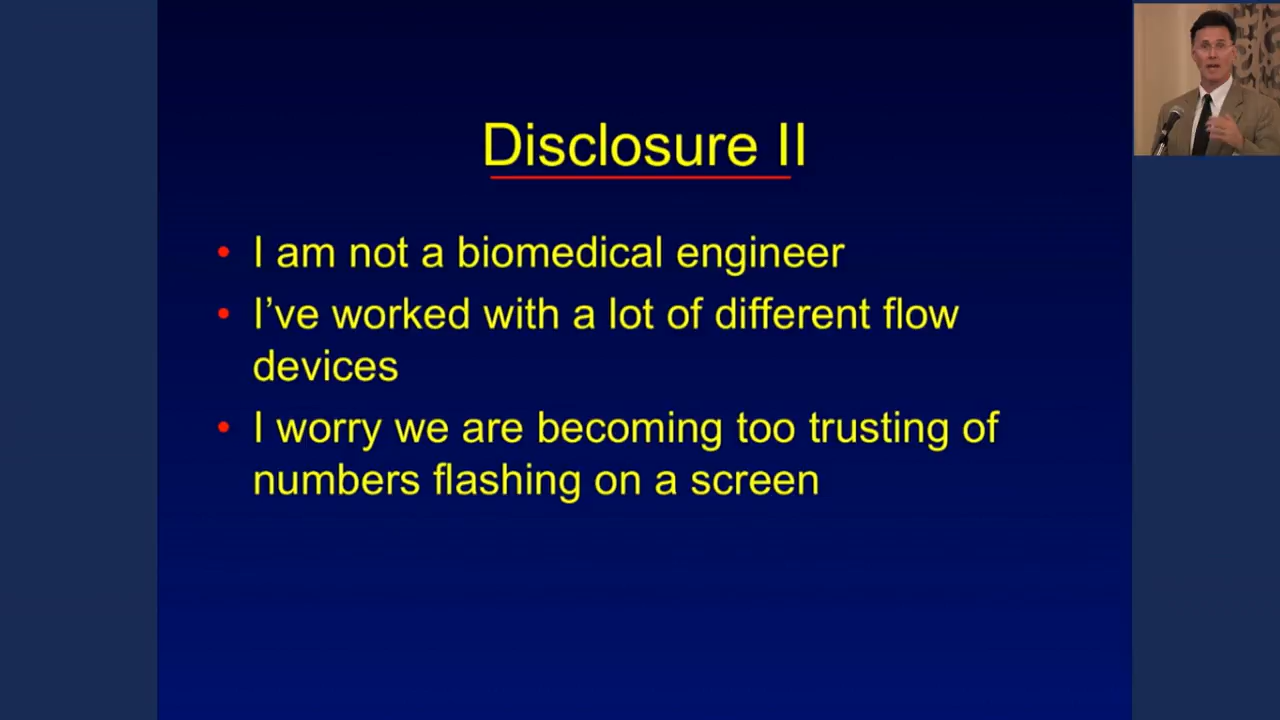 Disclosure II
• I am not a biomedical engineer
• I’ve worked with a lot of different flow
devices
• I worry we are becoming too trusting of
numbers flashing on a screen